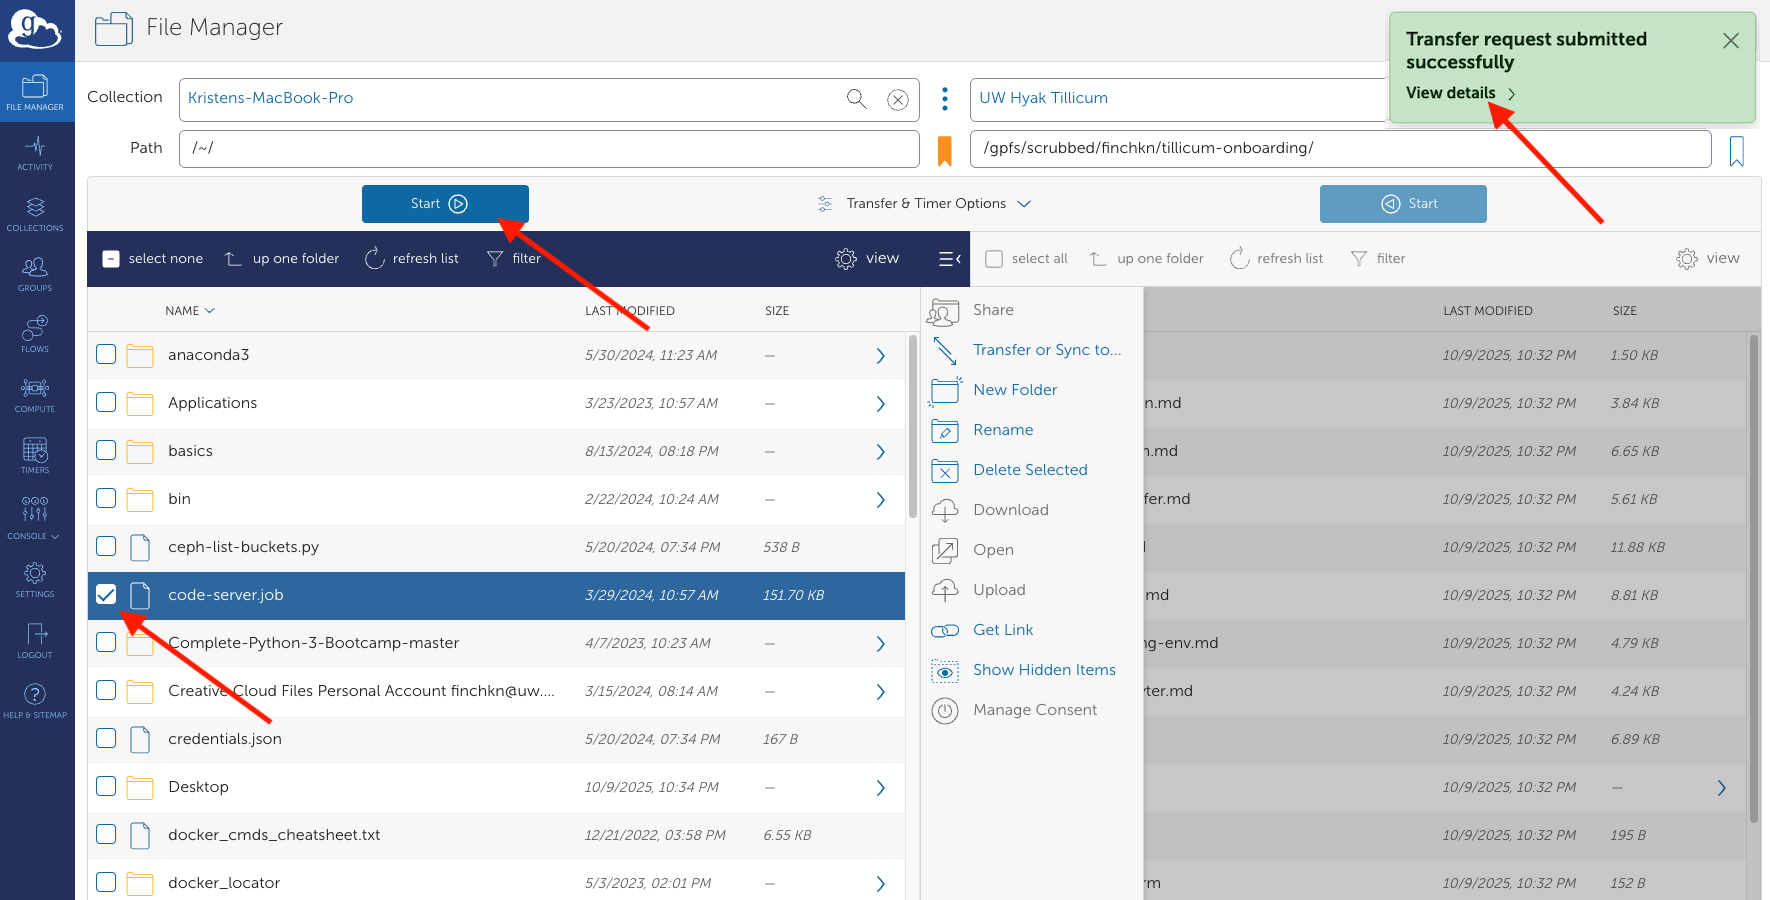 g
File Manager
Transfer request submitted
successfully
View details
FILE MANAGER
ACTIVITY
COLLECTIONS
GROUPS
FLOWS
COMPUTE
TIMERS
CONSOLE
SETTINGS
LOGOUT
HELP & SITEMAP
Collection
Kristens-MacBook-Pro
UW Hyak Tillicum
Path
/~/
/gpfs/scrubbed/finchkn/tillicum-onboarding/
Start
Transfer & Timer Options
Start
select none
up one folder
refresh list
filter
view
select all
up one folder
refresh list
filter
view
NAME
LAST MODIFIED
SIZE
anaconda3 5/30/2024, 11:23 AM —
Applications 3/23/2023, 10:57 AM —
basics 8/13/2024, 08:18 PM —
bin 2/22/2024, 10:24 AM —
ceph-list-buckets.py 5/20/2024, 07:34 PM 538 B
code-server.job 3/29/2024, 10:57 AM 151.70 KB
Complete-Python-3-Bootcamp-master 4/7/2023, 10:23 AM —
Creative Cloud Files Personal Account finchkn@uw.... 3/15/2024, 08:14 AM —
credentials.json 5/20/2024, 07:34 PM 167 B
Desktop 10/9/2025, 10:34 PM —
docker_cmds_cheatsheet.txt 12/21/2022, 03:58 PM 6.55 KB
docker_locator 5/3/2023, 02:01 PM —
Share
Transfer or Sync to...
New Folder
Rename
Delete Selected
Download
Open
Upload
Get Link
Show Hidden Items
Manage Consent
LAST MODIFIED
SIZE
10/9/2025, 10:32 PM 1.50 KB
n.md 10/9/2025, 10:32 PM 3.84 KB
.md 10/9/2025, 10:32 PM 6.65 KB
fer.md 10/9/2025, 10:32 PM 5.61 KB
10/9/2025, 10:32 PM 11.88 KB
md 10/9/2025, 10:32 PM 8.81 KB
g-env.md 10/9/2025, 10:32 PM 4.79 KB
ter.md 10/9/2025, 10:32 PM 4.24 KB
10/9/2025, 10:32 PM 6.89 KB
10/9/2025, 10:32 PM —
10/9/2025, 10:32 PM 195 B
rm 10/9/2025, 10:32 PM 152 B